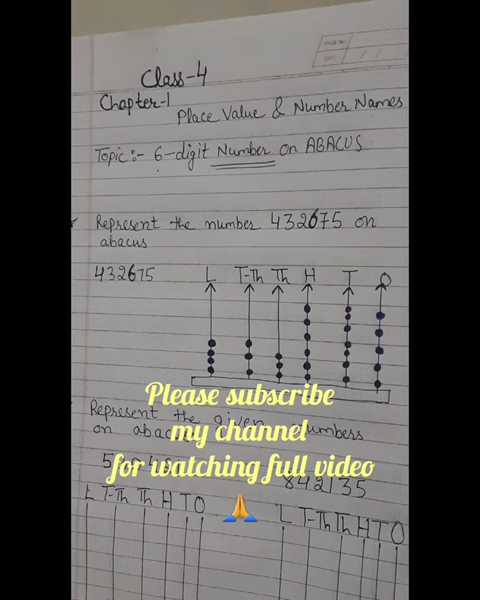 Class-4
Chapter-1
Place Value & Number Names
Topic:- 6-digit Number on ABACUS
Represent the number 432675 on
abacus
432675
L T-Th Th H T O
Please subscribe
my channel
for watching full video
🙏
Represent the given numbers
on abacus
842135
L T-Th Th H T O
L T-Th Th H T O